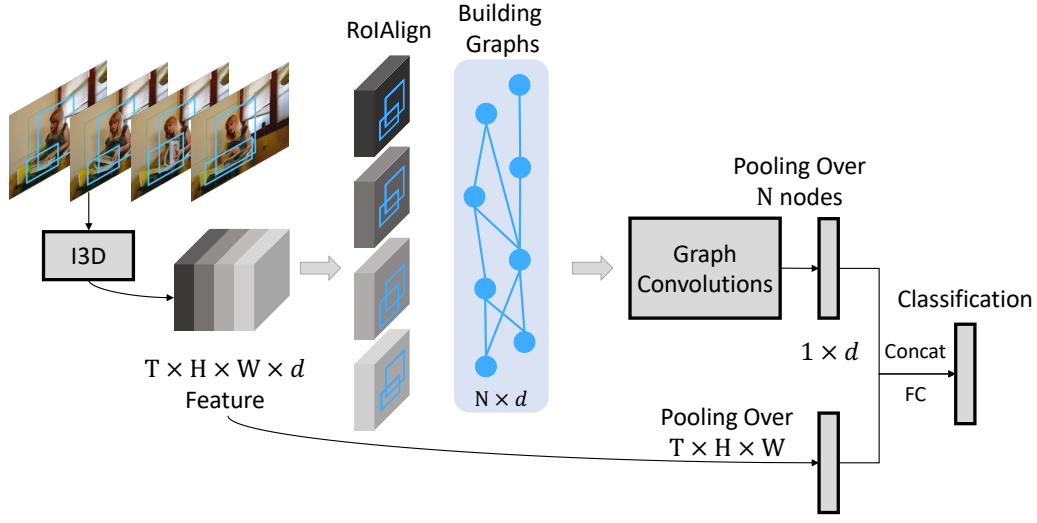 RoIAlign
Building
Graphs
I3D
T × H × W × d
Feature
N × d
Graph
Convolutions
Pooling Over
N nodes
1 × d
Pooling Over
T × H × W
Concat
FC
Classification